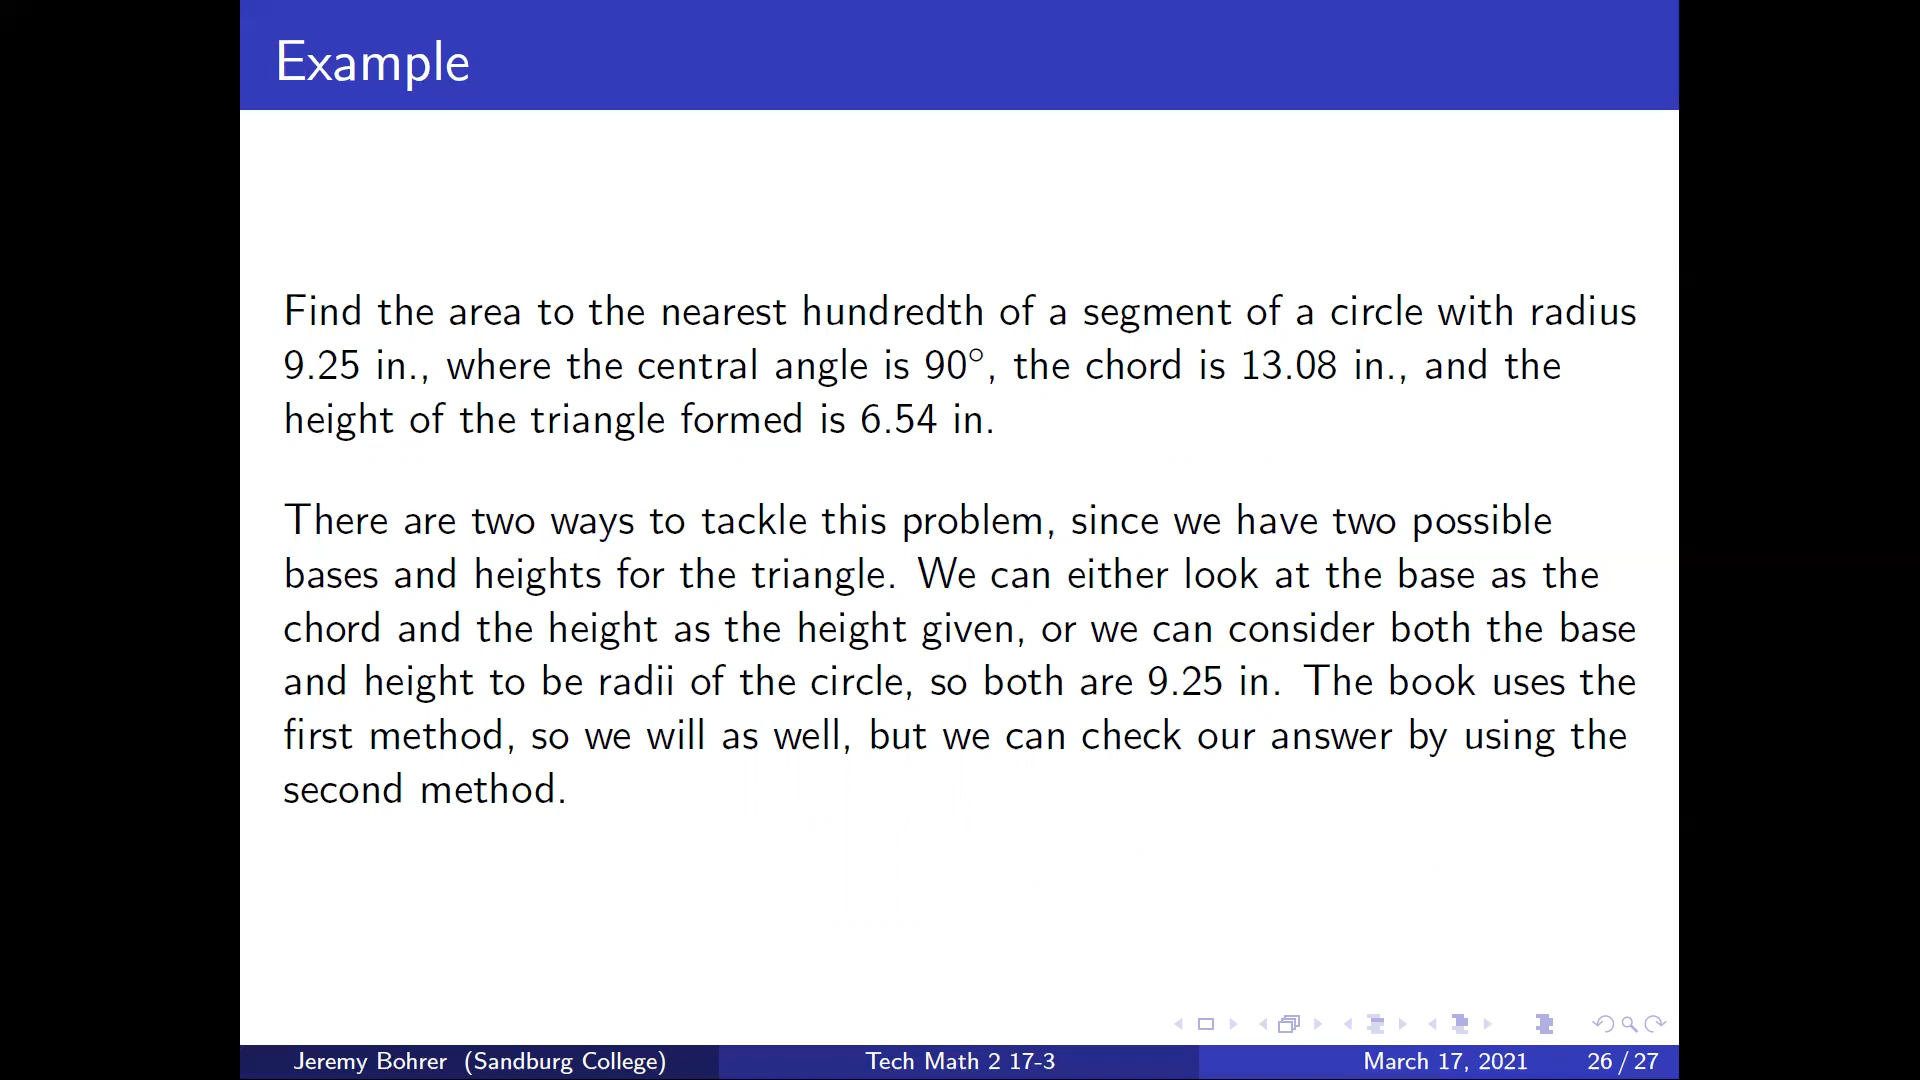 Example
Find the area to the nearest hundredth of a segment of a circle with radius
9.25 in., where the central angle is 90°, the chord is 13.08 in., and the
height of the triangle formed is 6.54 in.
There are two ways to tackle this problem, since we have two possible
bases and heights for the triangle. We can either look at the base as the
chord and the height as the height given, or we can consider both the base
and height to be radii of the circle, so both are 9.25 in. The book uses the
first method, so we will as well, but we can check our answer by using the
second method.
Jeremy Bohrer (Sandburg College) Tech Math 2 17-3 March 17, 2021 26 / 27